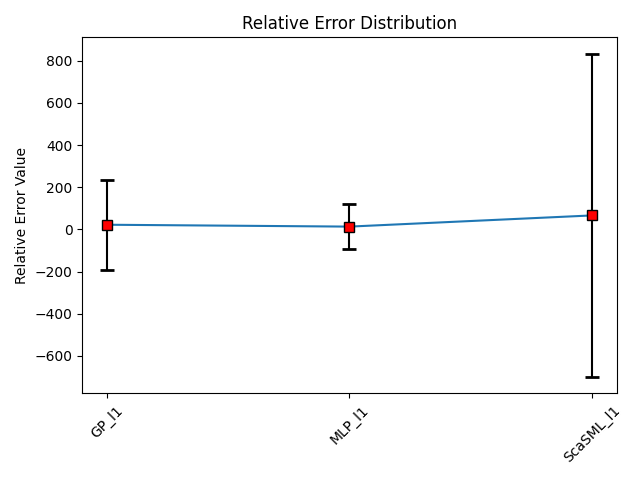 Relative Error Distribution
Relative Error Value
800
600
400
200
0
−200
−400
−600
GP_l1
MLP_l1
ScaSML_l1